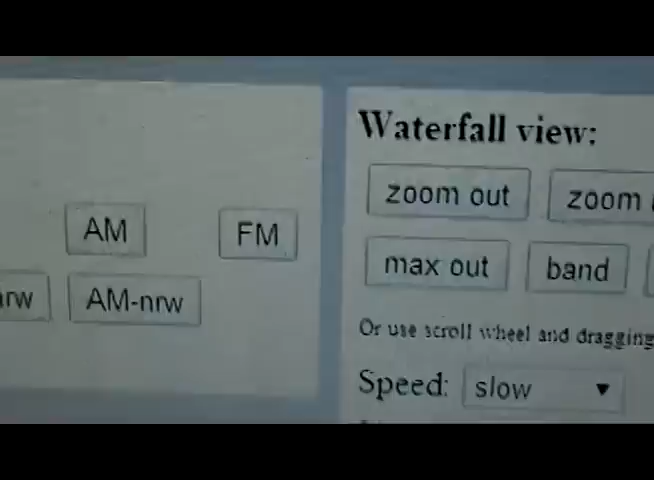 AM FM
AM-nrw
Waterfall view:
zoom out zoom
max out band
Or use scroll wheel and dragging
Speed: slow